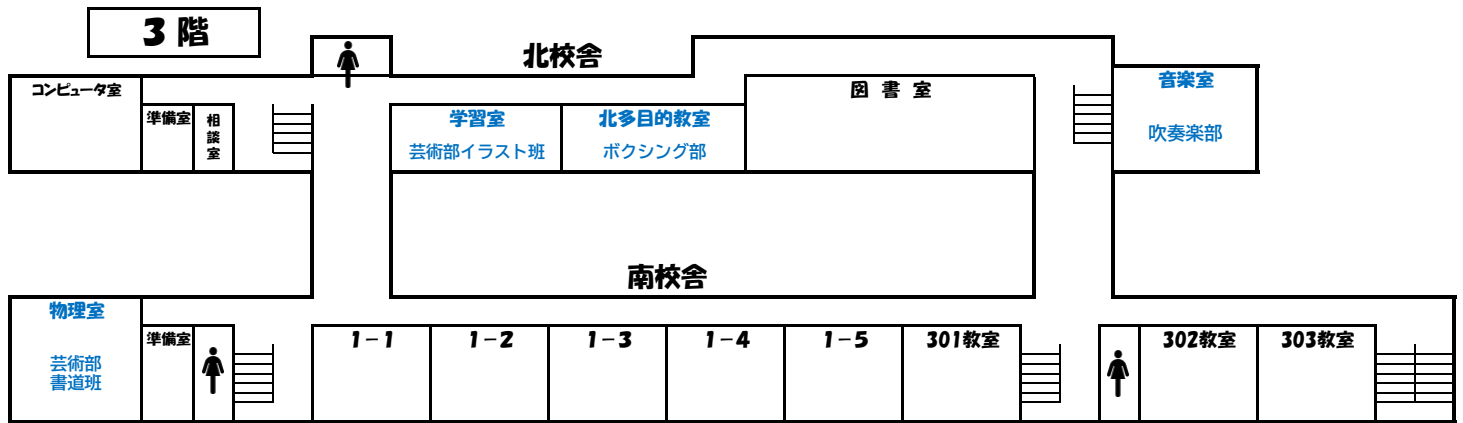 3階
北校舎
コンピュータ室
準備室
相談室
学習室
芸術部イラスト班
北多目的教室
ボクシング部
図書室
音楽室
吹奏楽部
南校舎
物理室
芸術部
書道班
準備室
1-1
1-2
1-3
1-4
1-5
301教室
302教室
303教室